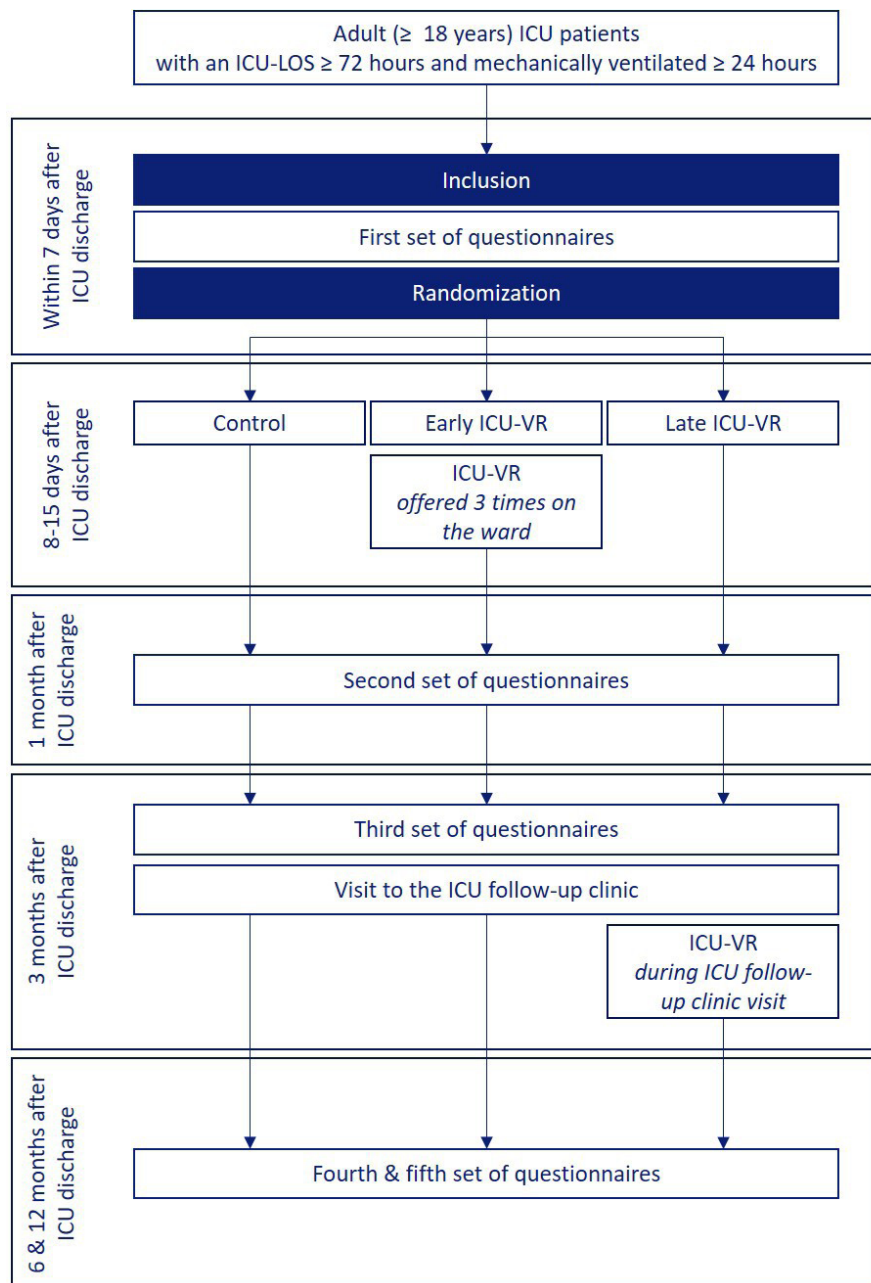 Adult (≥ 18 years) ICU patients
with an ICU-LOS ≥ 72 hours and mechanically ventilated ≥ 24 hours
Within 7 days after
ICU discharge
Inclusion
First set of questionnaires
Randomization
8-15 days after
ICU discharge
Control
Early ICU-VR
Late ICU-VR
ICU-VR
offered 3 times on
the ward
1 month after
ICU discharge
Second set of questionnaires
3 months after
ICU discharge
Third set of questionnaires
Visit to the ICU follow-up clinic
ICU-VR
during ICU follow-
up clinic visit
6 & 12 months after
ICU discharge
Fourth & fifth set of questionnaires